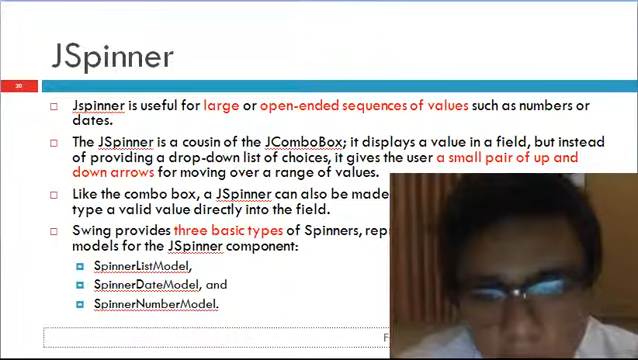 JSpinner
20
Jspinner is useful for large or open-ended sequences of values such as numbers or
dates.
The JSpinner is a cousin of the JComboBox; it displays a value in a field, but instead
of providing a drop-down list of choices, it gives the user a small pair of up and
down arrows for moving over a range of values.
Like the combo box, a JSpinner can also be made
type a valid value directly into the field.
Swing provides three basic types of Spinners,
models for the JSpinner component:
SpinnerListModel,
SpinnerDateModel, and
SpinnerNumberModel.